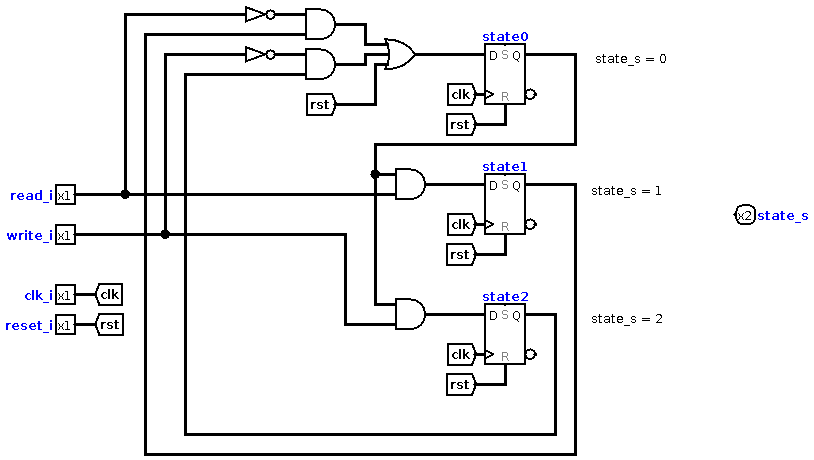 state0
D S Q
state_s = 0
clk
R
rst
rst
state1
read_i x1
D S Q
state_s = 1
write_i x1
clk
R
x2 state_s
rst
clk_i x1 clk
state2
reset_i x1 rst
D S Q
state_s = 2
clk
R
rst